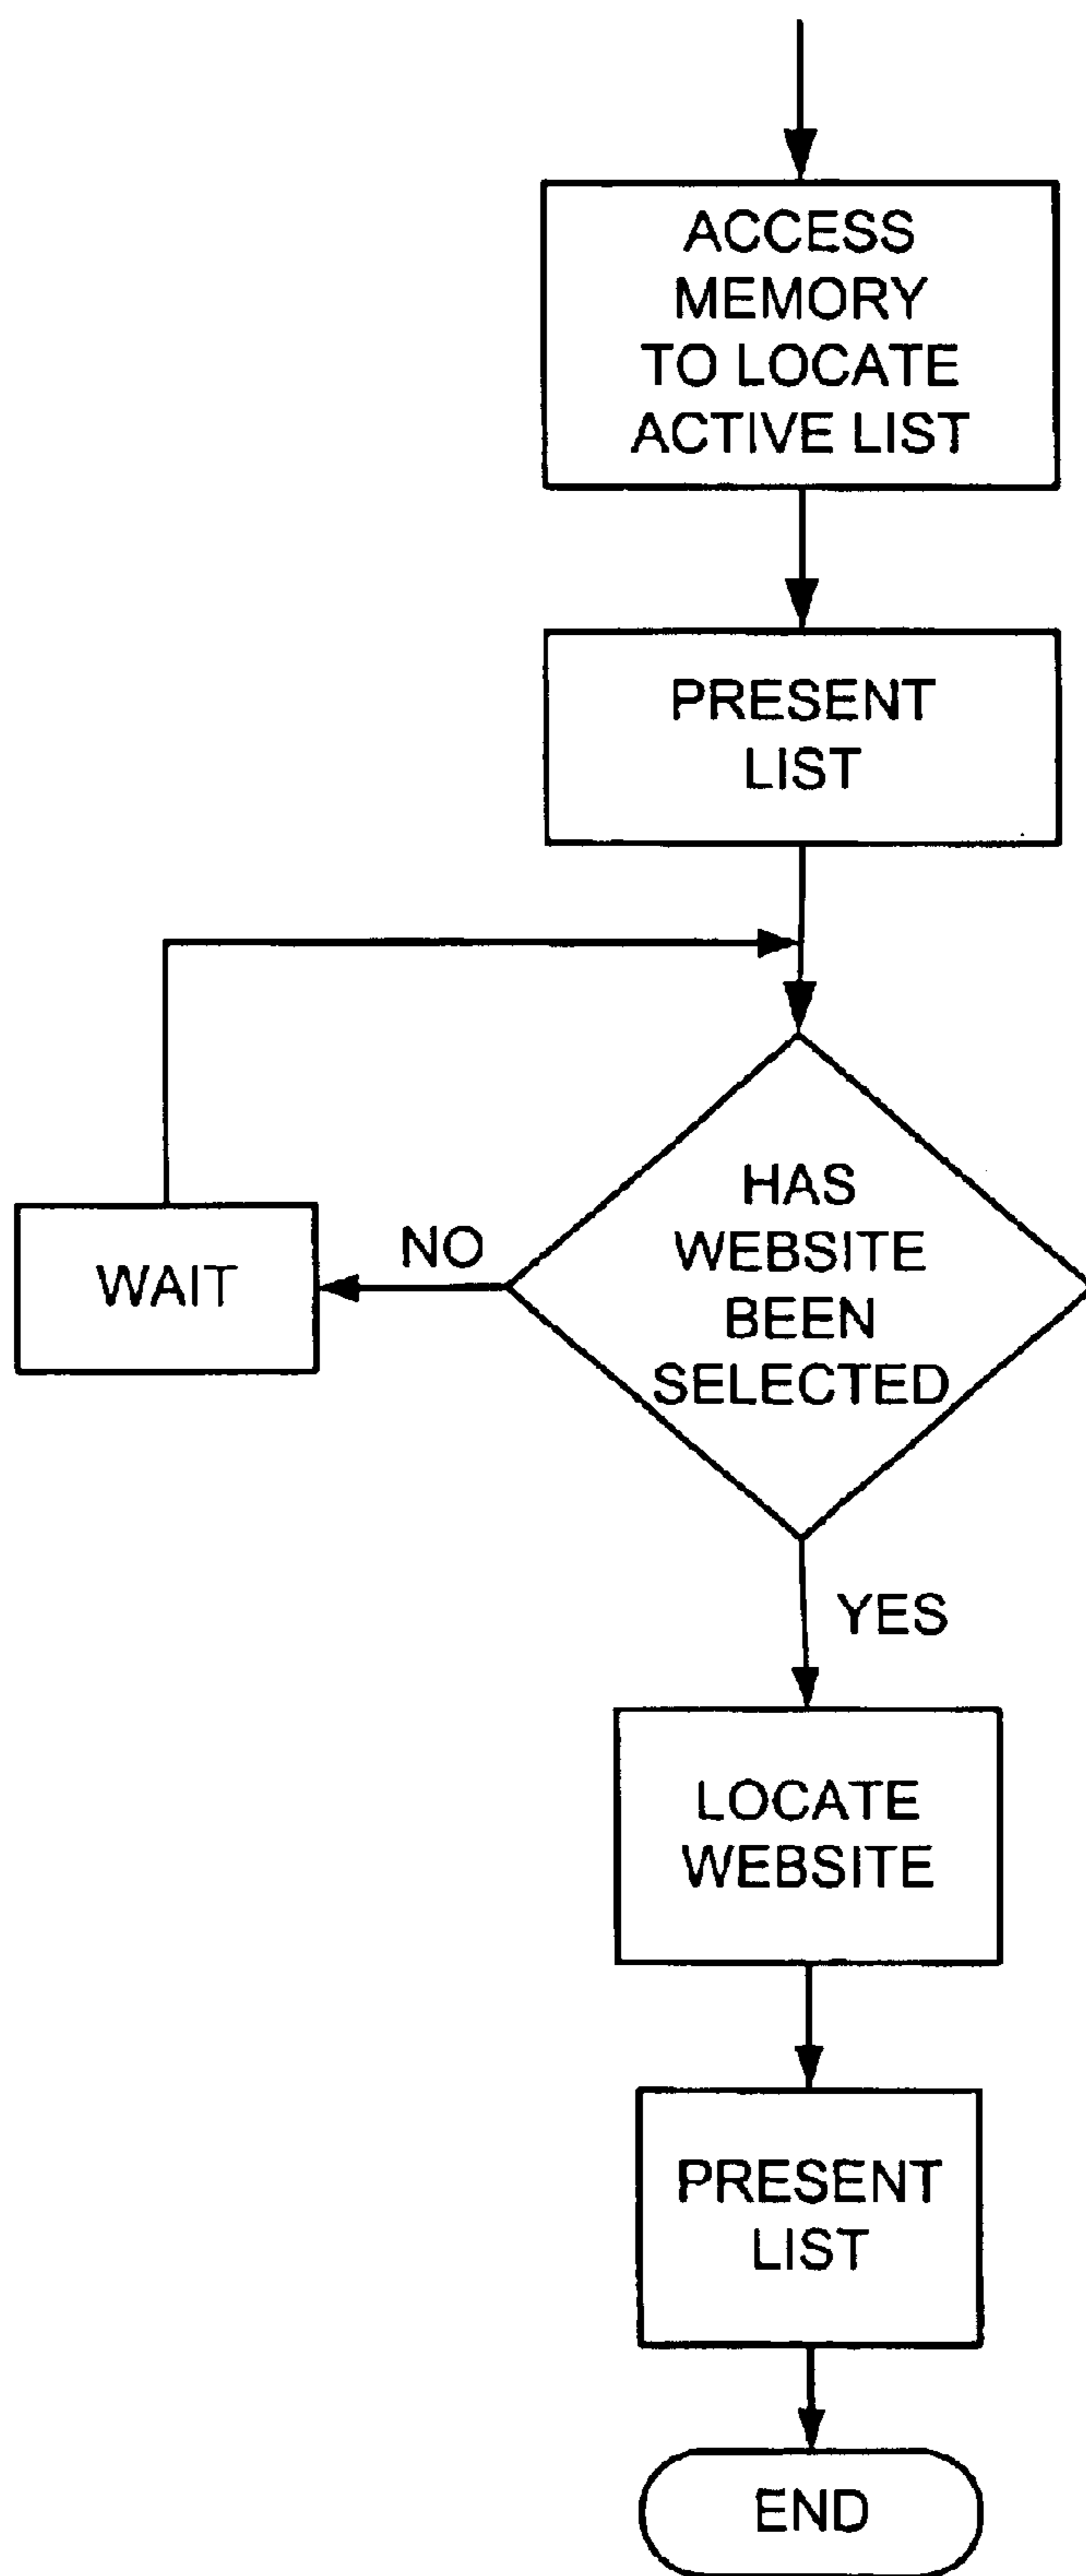 ACCESS
MEMORY
TO LOCATE
ACTIVE LIST
PRESENT
LIST
HAS
WEBSITE
BEEN
SELECTED
NO
WAIT
YES
LOCATE
WEBSITE
PRESENT
LIST
END